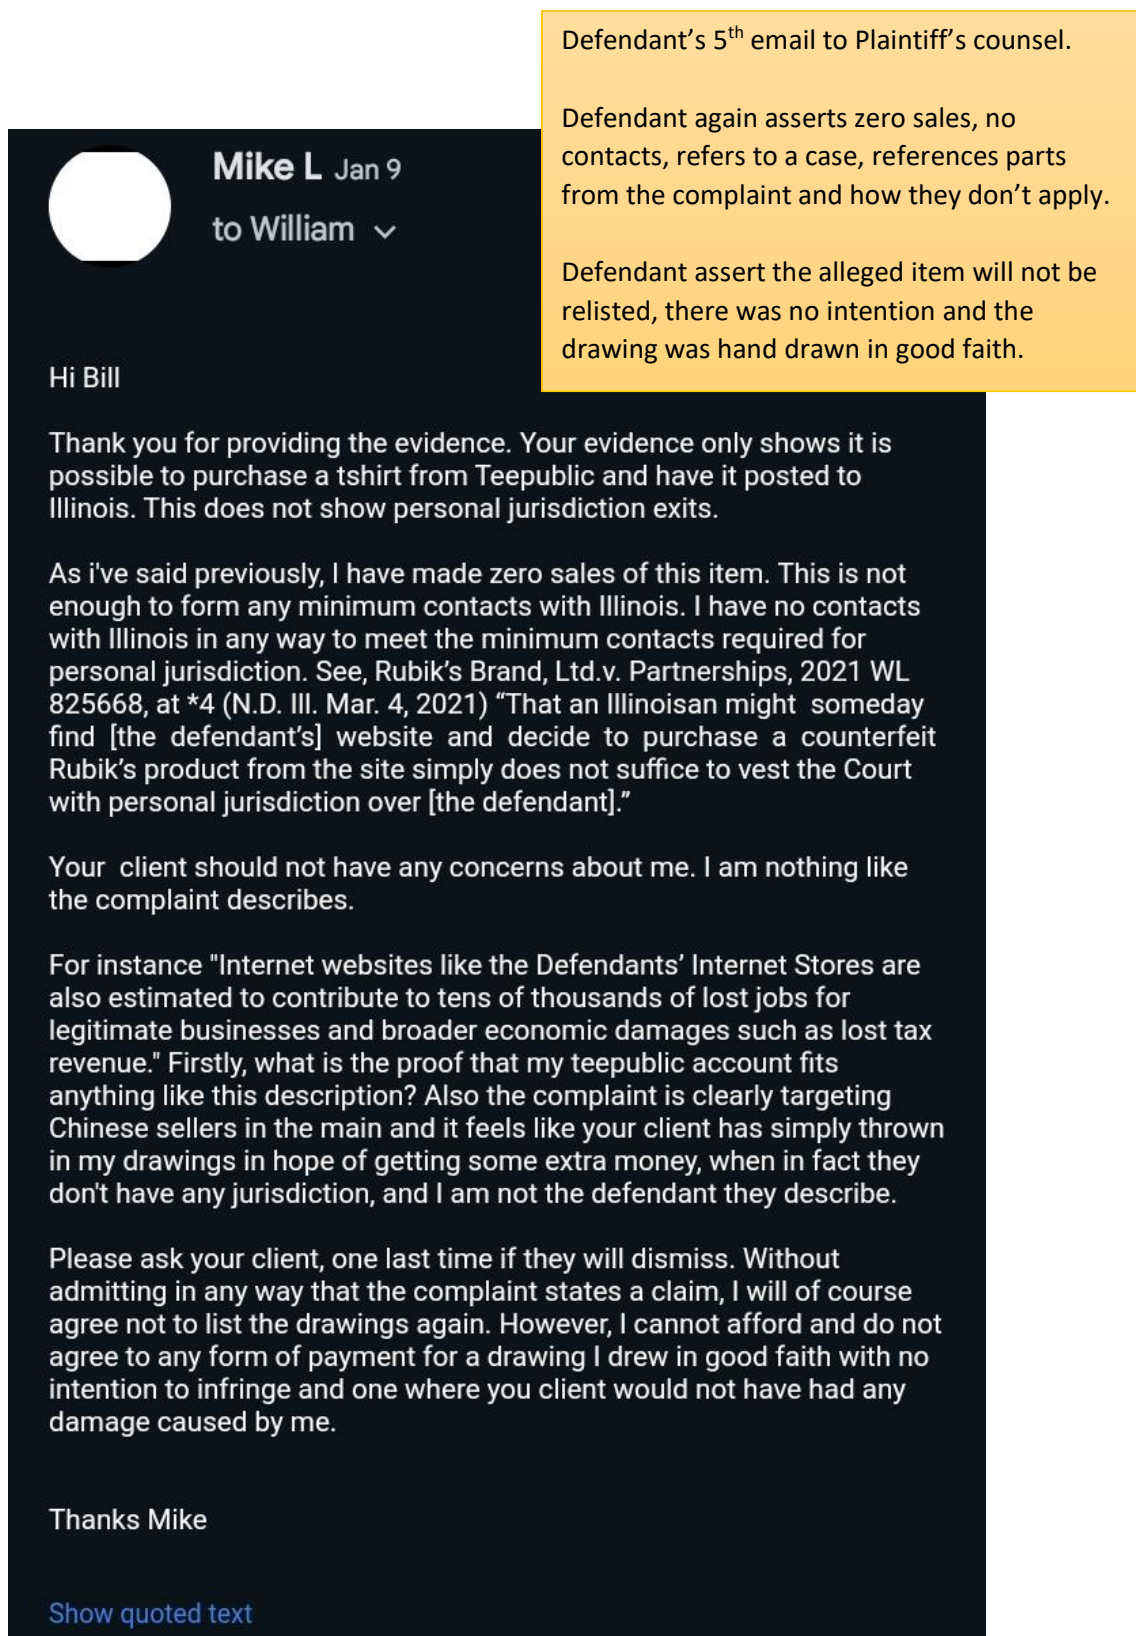 Defendant’s 5th email to Plaintiff’s counsel.
Defendant again asserts zero sales, no
contacts, refers to a case, references parts
from the complaint and how they don’t apply.
Defendant assert the alleged item will not be
relisted, there was no intention and the
drawing was hand drawn in good faith.
Mike L Jan 9
to William
Hi Bill
Thank you for providing the evidence. Your evidence only shows it is
possible to purchase a tshirt from Teepublic and have it posted to
Illinois. This does not show personal jurisdiction exits.
As i've said previously, I have made zero sales of this item. This is not
enough to form any minimum contacts with Illinois. I have no contacts
with Illinois in any way to meet the minimum contacts required for
personal jurisdiction. See, Rubik’s Brand, Ltd.v. Partnerships, 2021 WL
825668, at *4 (N.D. Ill. Mar. 4, 2021) “That an Illinoisan might someday
find [the defendant’s] website and decide to purchase a counterfeit
Rubik’s product from the site simply does not suffice to vest the Court
with personal jurisdiction over [the defendant].”
Your client should not have any concerns about me. I am nothing like
the complaint describes.
For instance "Internet websites like the Defendants’ Internet Stores are
also estimated to contribute to tens of thousands of lost jobs for
legitimate businesses and broader economic damages such as lost tax
revenue." Firstly, what is the proof that my teepublic account fits
anything like this description? Also the complaint is clearly targeting
Chinese sellers in the main and it feels like your client has simply thrown
in my drawings in hope of getting some extra money, when in fact they
don't have any jurisdiction, and I am not the defendant they describe.
Please ask your client, one last time if they will dismiss. Without
admitting in any way that the complaint states a claim, I will of course
agree not to list the drawings again. However, I cannot afford and do not
agree to any form of payment for a drawing I drew in good faith with no
intention to infringe and one where you client would not have had any
damage caused by me.
Thanks Mike
Show quoted text